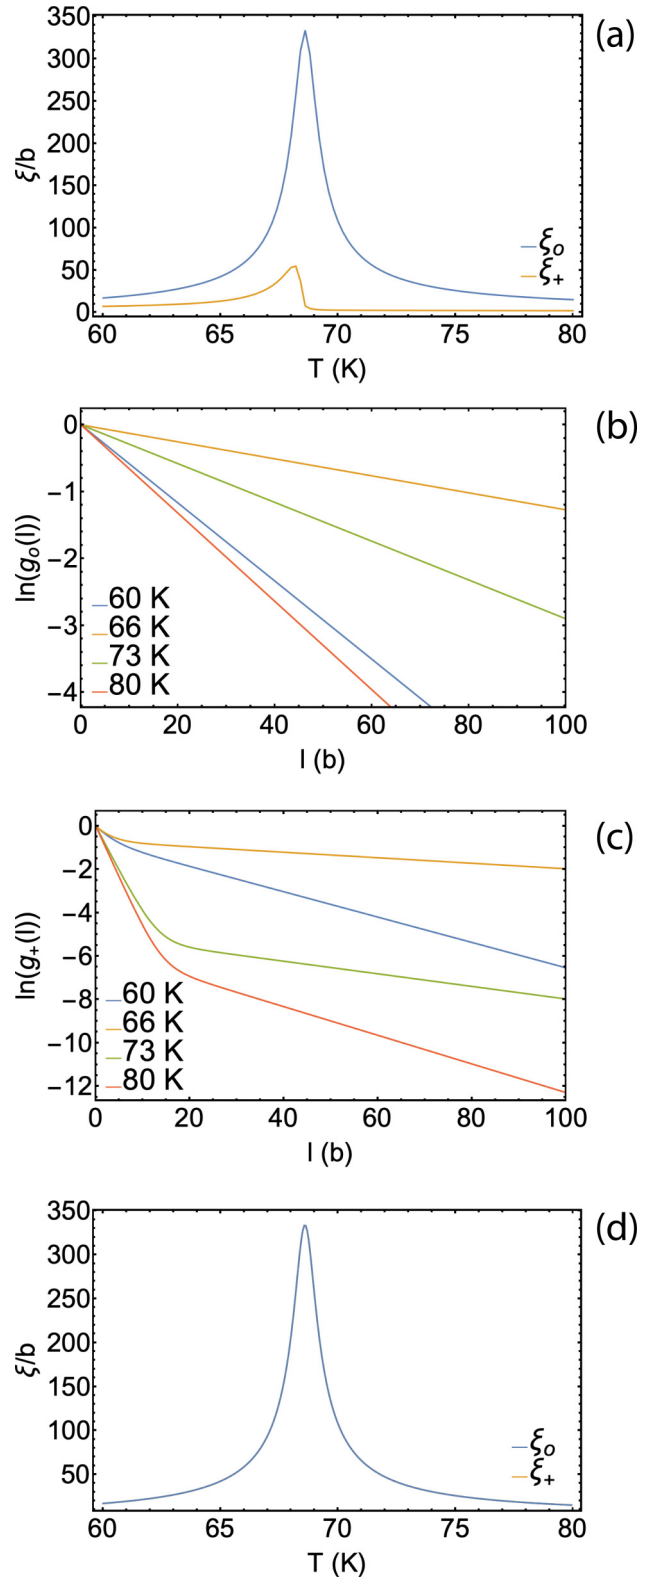 350
(a)
300
250
200
ξ/b
150
100
ξo
50
ξ+
0
60 65 70 75 80
T (K)
0
(b)
−1
ln(go(l))
−2
60 K
−3
66 K
73 K
−4
80 K
0 20 40 60 80 100
l (b)
0
(c)
−2
−4
ln(g+(l))
−6
−8
60 K
66 K
−10
73 K
−12
80 K
0 20 40 60 80 100
l (b)
350
(d)
300
250
200
ξ/b
150
100
ξo
50
ξ+
60 65 70 75 80
T (K)